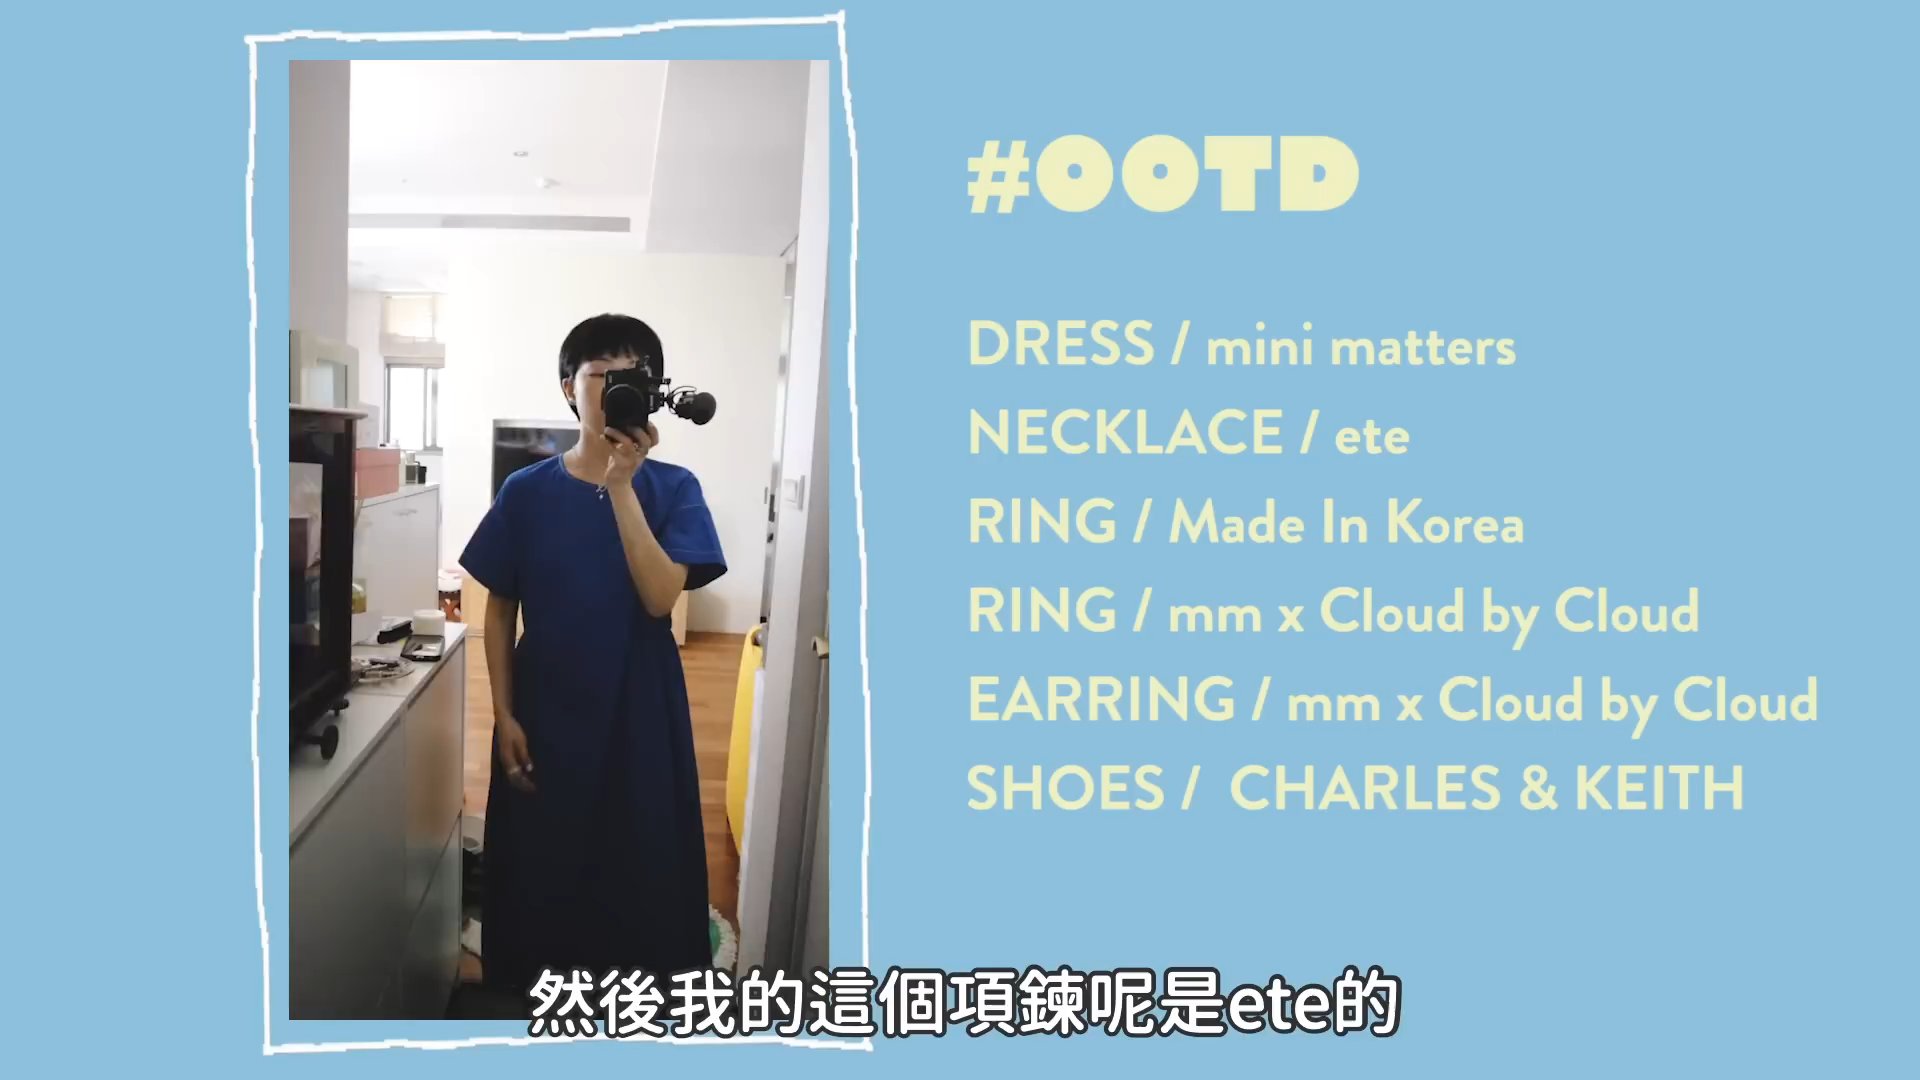 #OOTD
DRESS / mini matters
NECKLACE / ete
RING / Made In Korea
RING / mm x Cloud by Cloud
EARRING / mm x Cloud by Cloud
SHOES / CHARLES & KEITH
然後我的這個項鍊呢是ete的